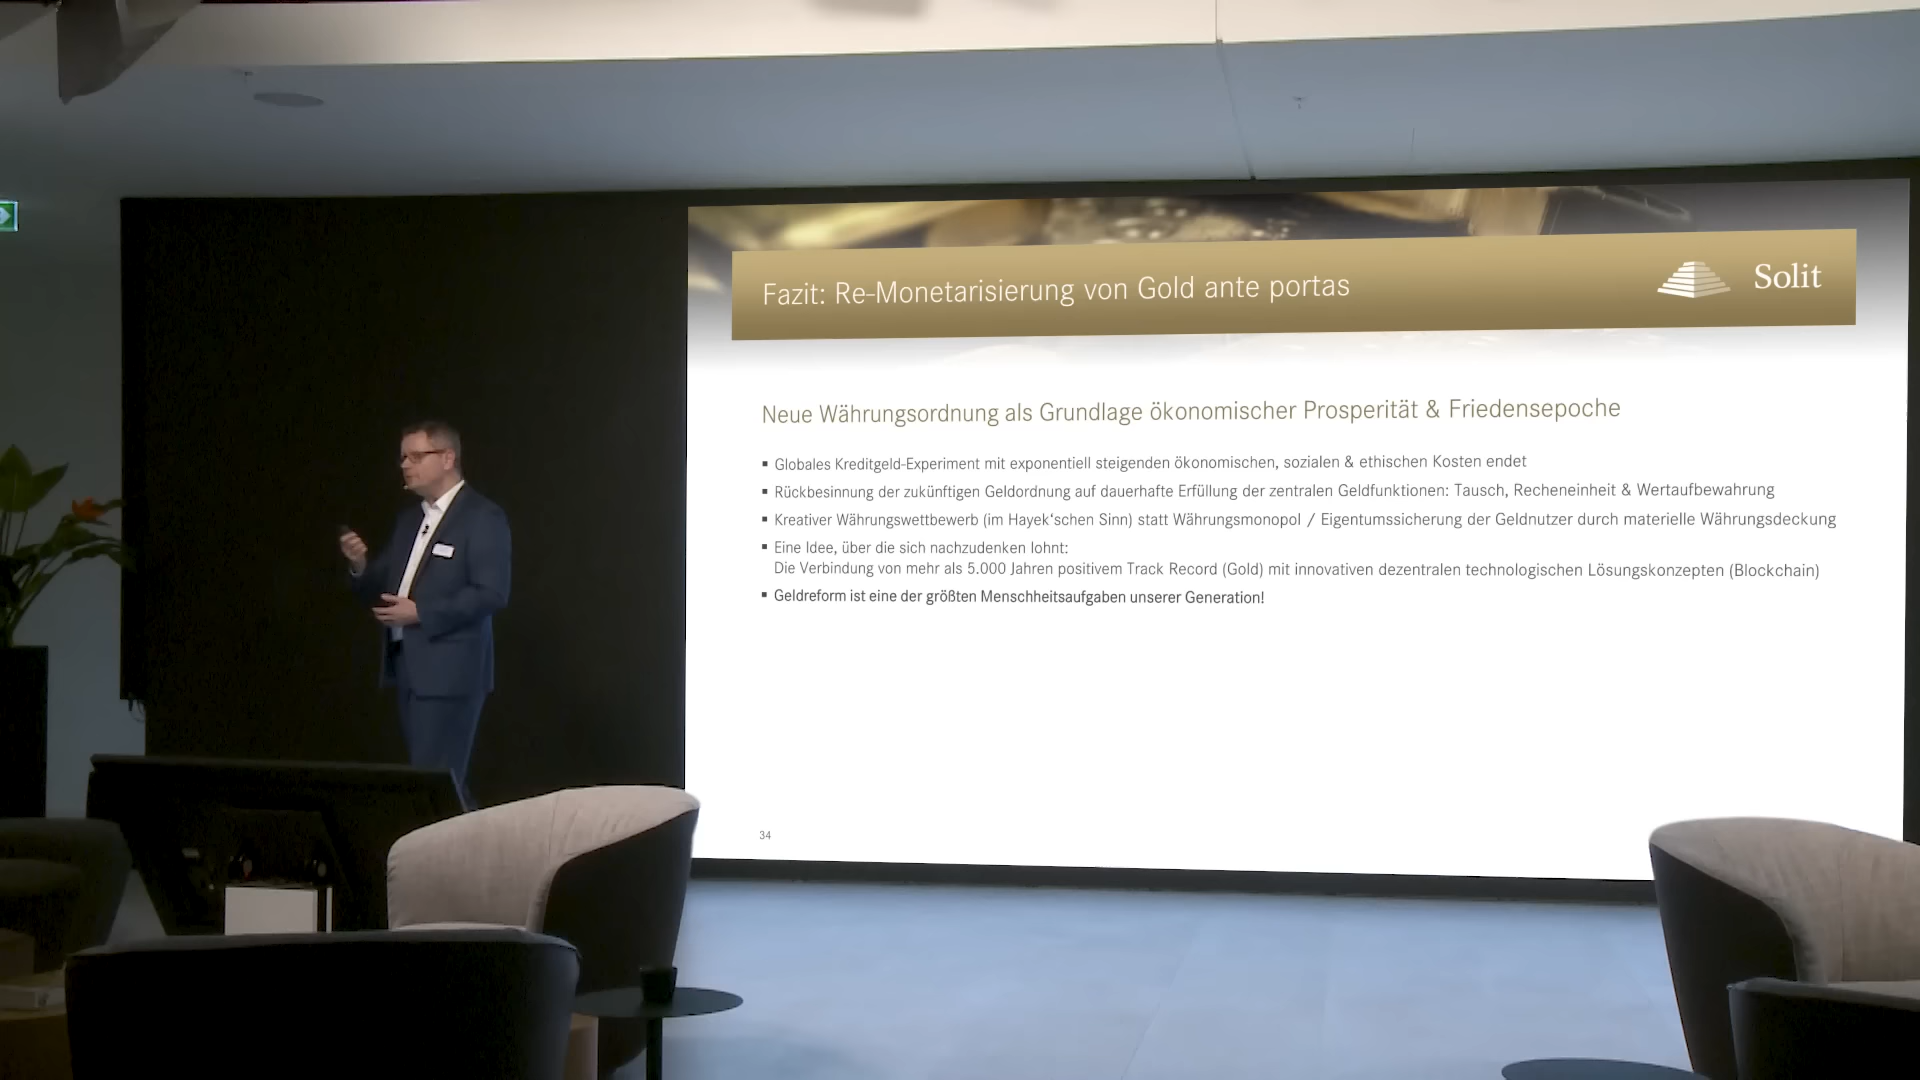 Fazit: Re-Monetarisierung von Gold ante portas
Solit
Neue Währungsordnung als Grundlage ökonomischer Prosperität & Friedensepoche
▪ Globales Kreditgeld-Experiment mit exponentiell steigenden ökonomischen, sozialen & ethischen Kosten endet
▪ Rückbesinnung der zukünftigen Geldordnung auf dauerhafte Erfüllung der zentralen Geldfunktionen: Tausch, Recheneinheit & Wertaufbewahrung
▪ Kreativer Währungswettbewerb (im Hayek‘schen Sinn) statt Währungsmonopol / Eigentumssicherung der Geldnutzer durch materielle Währungsdeckung
▪ Eine Idee, über die sich nachzudenken lohnt:
Die Verbindung von mehr als 5.000 Jahren positivem Track Record (Gold) mit innovativen dezentralen technologischen Lösungskonzepten (Blockchain)
▪ Geldreform ist eine der größten Menschheitsaufgaben unserer Generation!
34